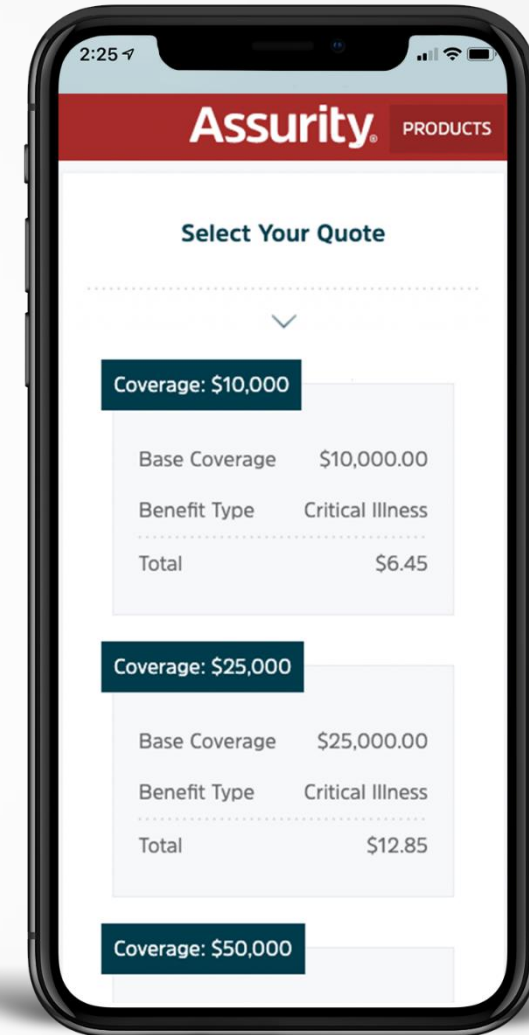 2:25
Assurity® PRODUCTS
Select Your Quote
Coverage: $10,000
Base Coverage $10,000.00
Benefit Type Critical Illness
Total $6.45
Coverage: $25,000
Base Coverage $25,000.00
Benefit Type Critical Illness
Total $12.85
Coverage: $50,000